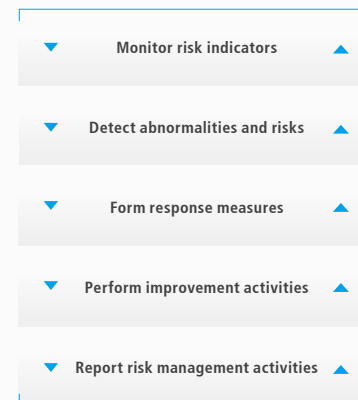 Monitor risk indicators
Detect abnormalities and risks
Form response measures
Perform improvement activities
Report risk management activities